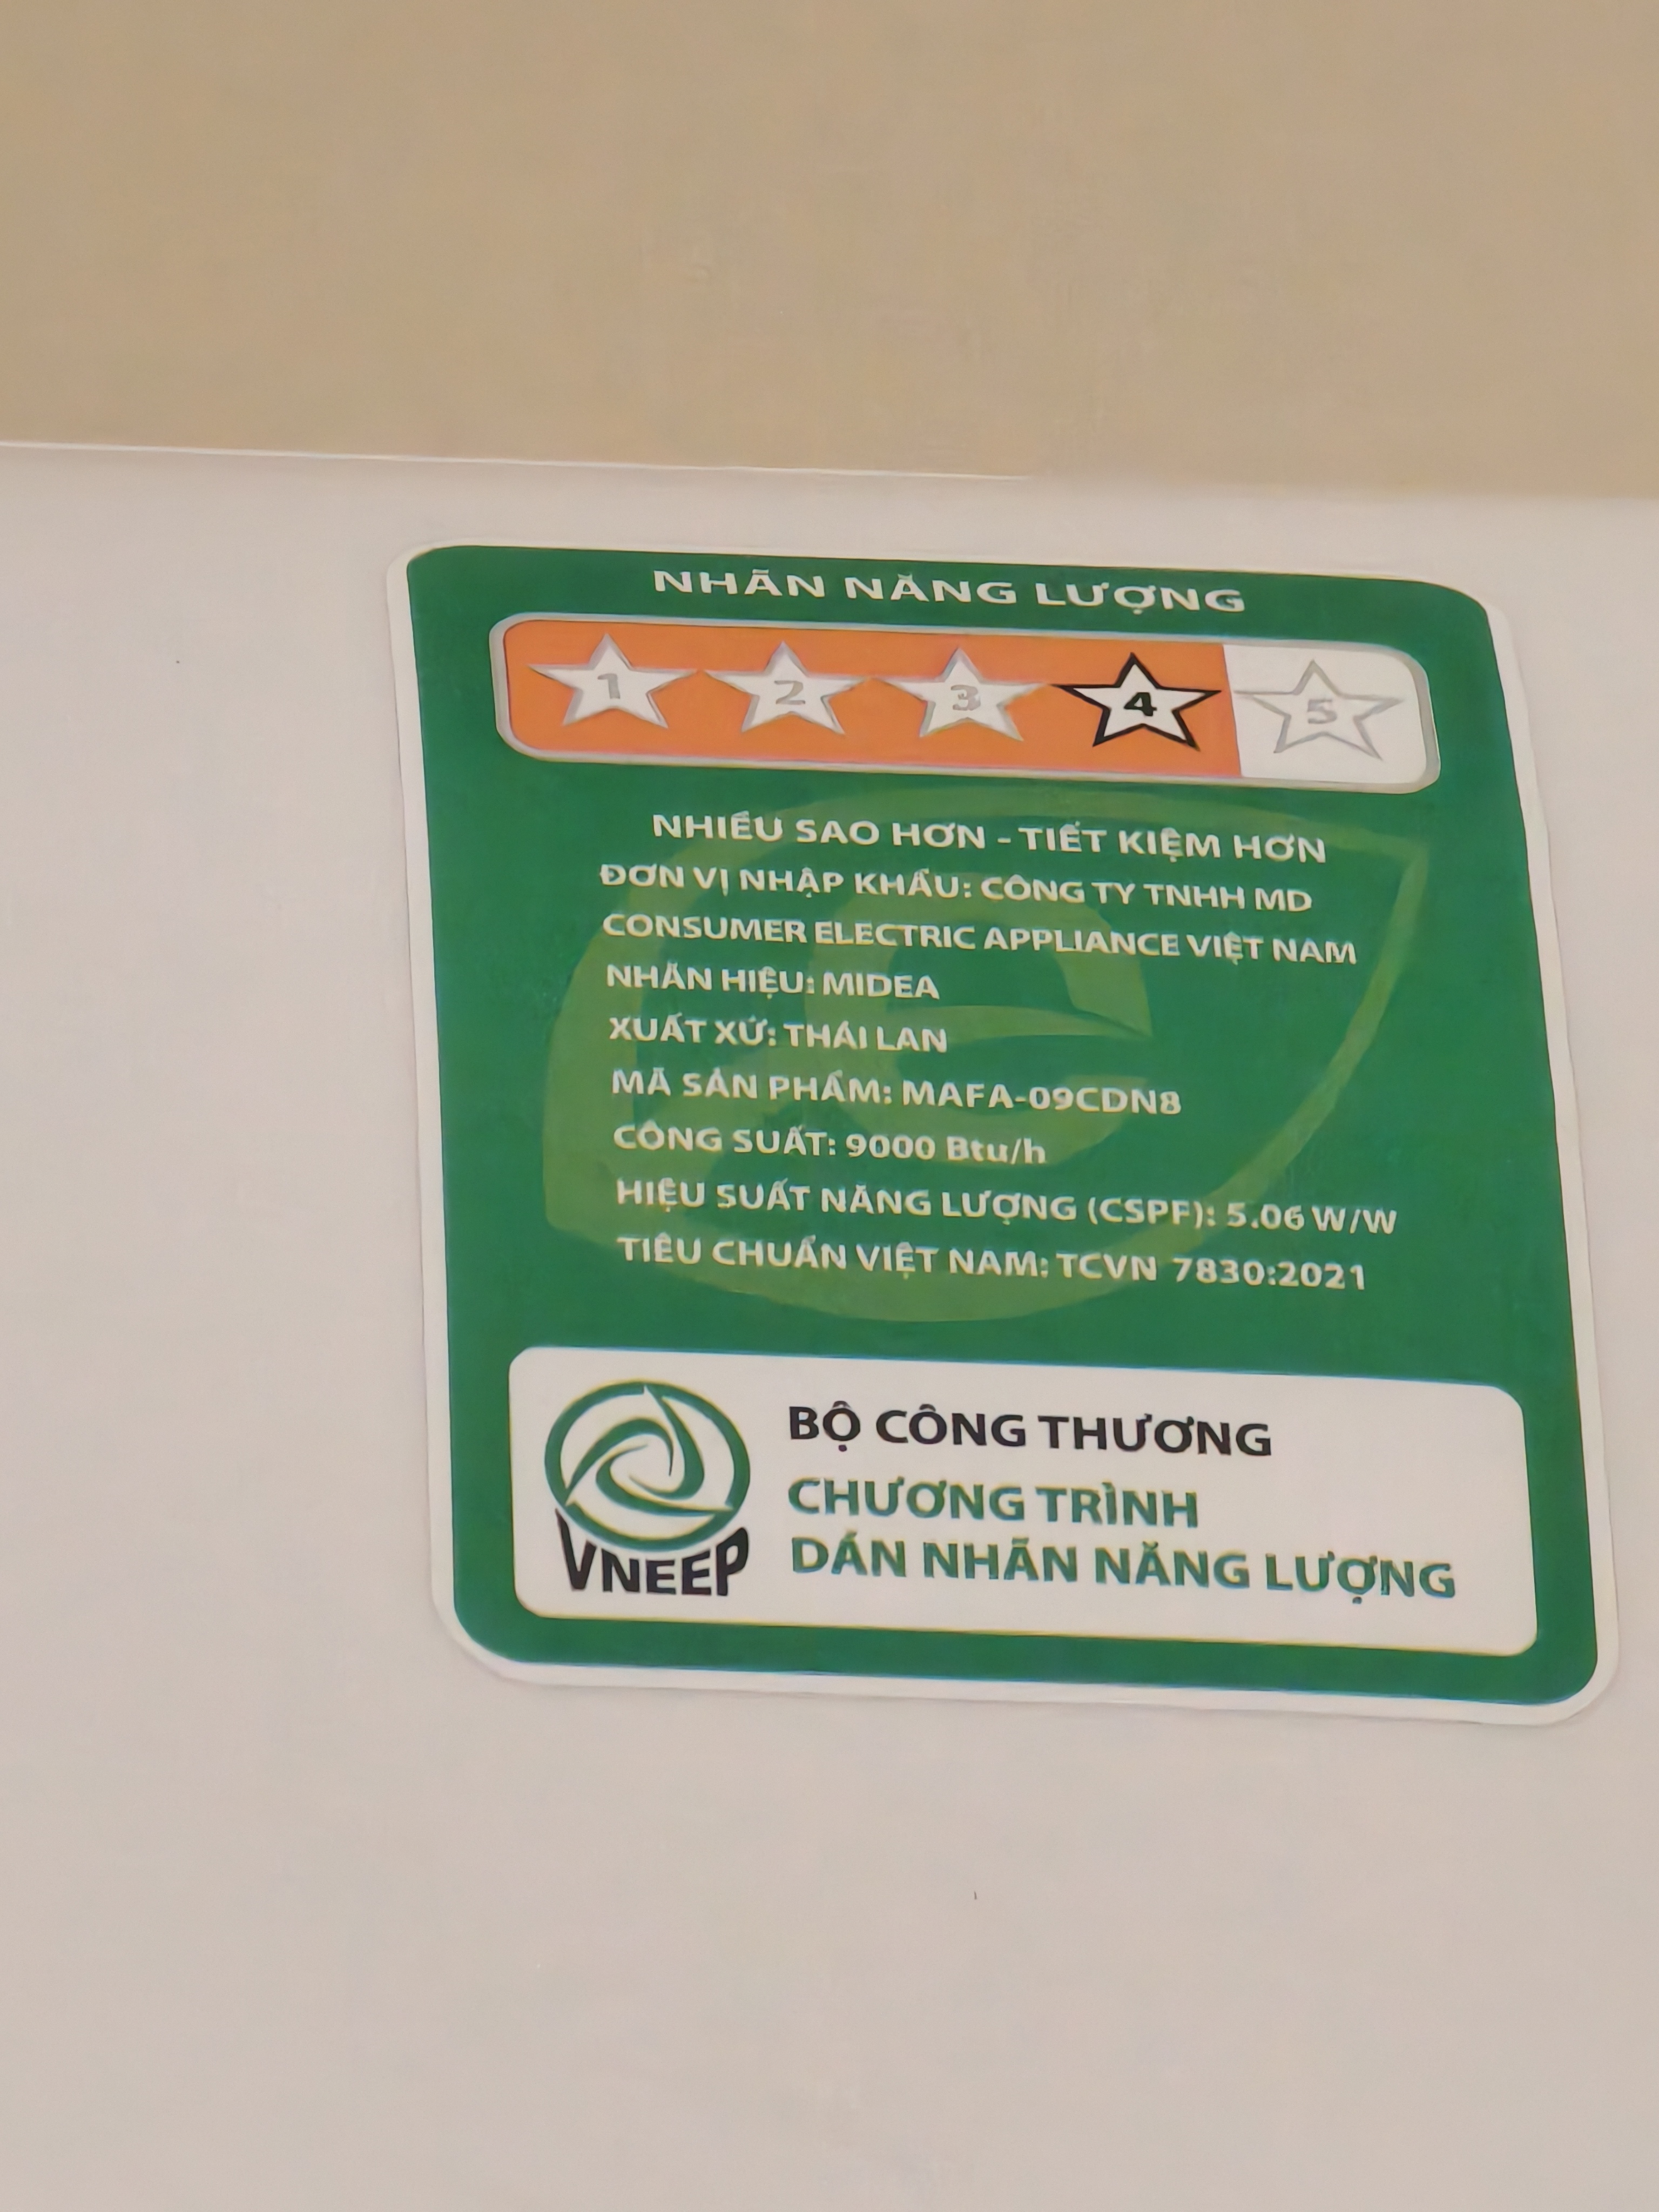 NHÃN NĂNG LƯỢNG
1 2 3 4 5
NHIỀU SAO HƠN - TIẾT KIỆM HƠN
ĐƠN VỊ NHẬP KHẨU: CÔNG TY TNHH MD
CONSUMER ELECTRIC APPLIANCE VIỆT NAM
NHÃN HIỆU: MIDEA
XUẤT XỨ: THÁI LAN
MÃ SẢN PHẨM: MAFA-09CDN8
CÔNG SUẤT: 9000 Btu/h
HIỆU SUẤT NĂNG LƯỢNG (CSPF): 5.06 W/W
TIÊU CHUẨN VIỆT NAM: TCVN 7830:2021
BỘ CÔNG THƯƠNG
CHƯƠNG TRÌNH
DÁN NHÃN NĂNG LƯỢNG
VNEEP